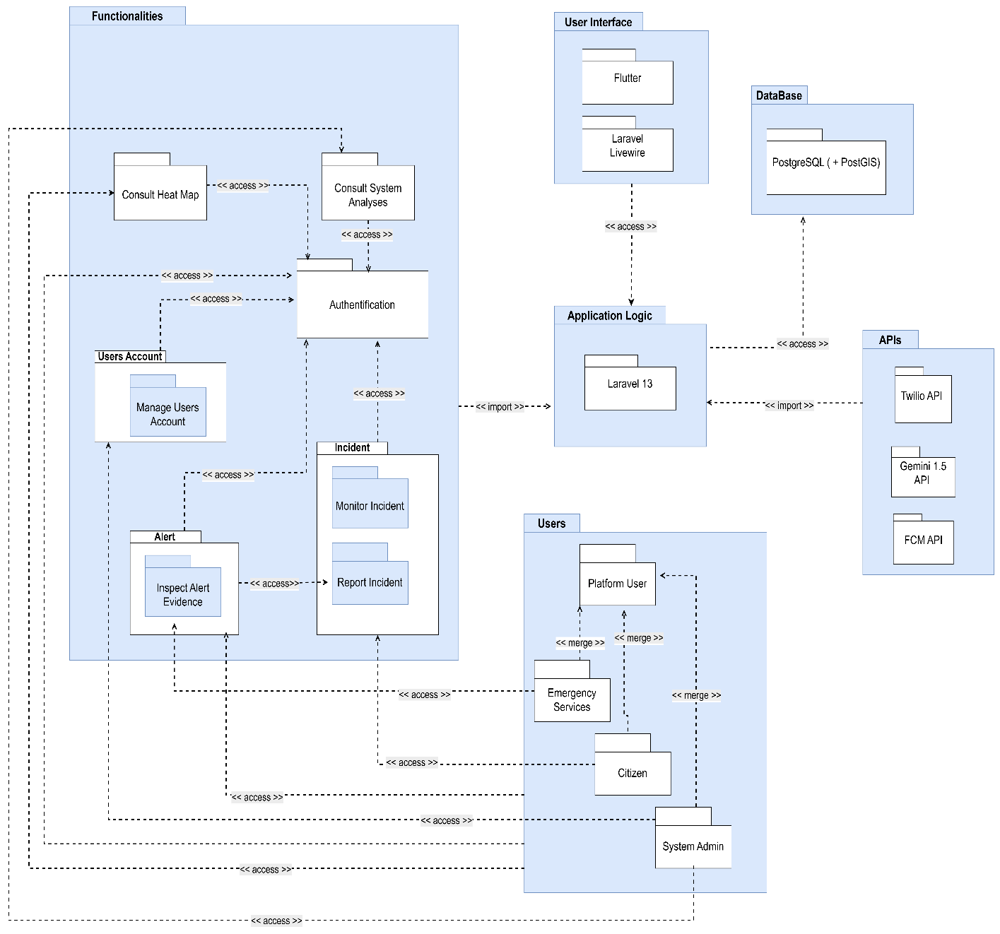 Functionalities
User Interface
Flutter
Laravel
Livewire
DataBase
PostgreSQL ( + PostGIS)
Consult Heat Map
<< access >>
Consult System
Analyses
<< access >>
<< access >>
<< access >>
<< access >>
Authentification
<< access >>
Application Logic
Laravel 13
<< access >>
APIs
Twilio API
Gemini 1.5
API
FCM API
<< import >>
<< import >>
Users Account
Manage Users
Account
<< access >>
<< access >>
Incident
Monitor Incident
Report Incident
Alert
Inspect Alert
Evidence
<< access>>
Users
Platform User
<< merge >>
<< merge >>
<< merge >>
Emergency
Services
Citizen
System Admin
<< access >>
<< access >>
<< access >>
<< access >>
<< access >>
<< access >>